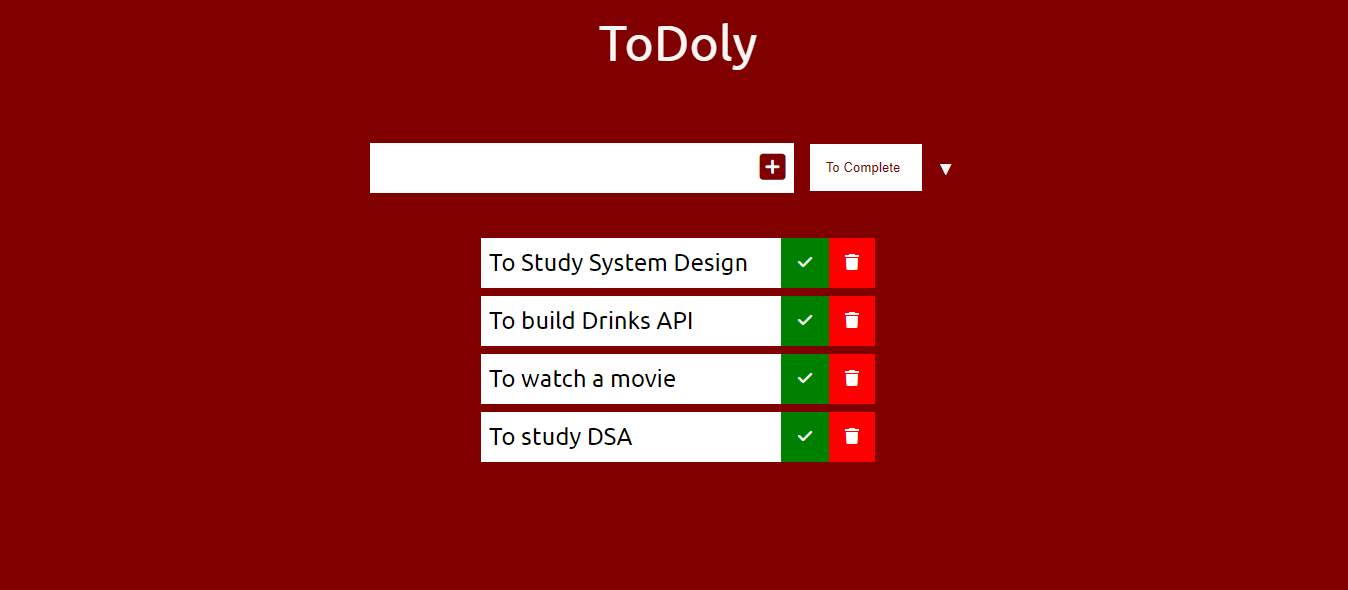 ToDoly
To Complete
To Study System Design
To build Drinks API
To watch a movie
To study DSA